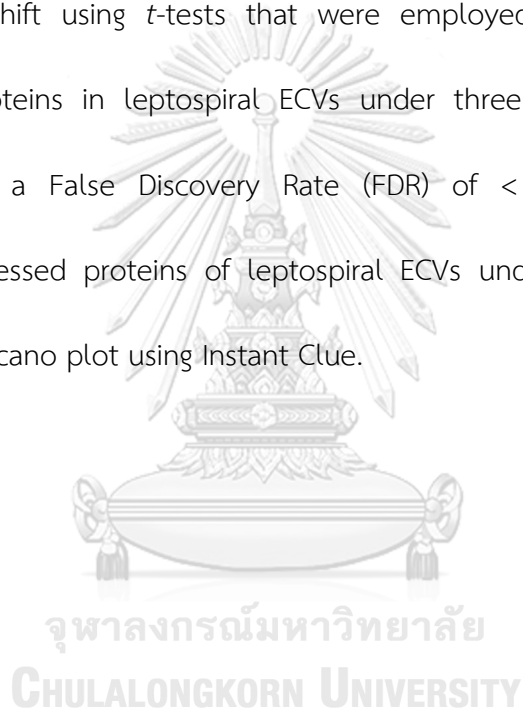 hift using t-tests that were employed
oteins in leptospiral ECVs under three
a False Discovery Rate (FDR) of <
essed proteins of leptospiral ECVs und
cano plot using Instant Clue.
จุฬาลงกรณ์มหาวิทยาลัย
CHULALONGKORN UNIVERSITY